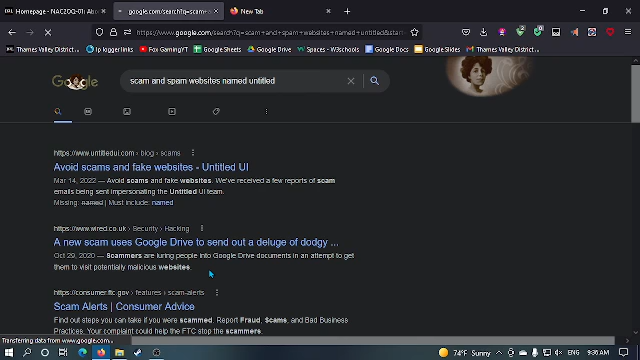 Homepage - NAC2OQ-01: Abo
google.com/search?q=scam+a
New Tab
https://www.google.com/search?q=scam+and+spam+websites+named+untitled&star
Thames Valley District...
Ip logger links
Fox GamingYT
Google Sheets
Google Drive
Spaces - W3Schools
Google Docs
Google Slides
Thames Valley District...
Google
scam and spam websites named untitled
https://www.untitledui.com › blog › scams
Avoid scams and fake websites - Untitled UI
Mar 14, 2022 — Avoid scams and fake websites. We've received a few reports of scam
emails being sent impersonating the Untitled UI team.
Missing: named | Must include: named
https://www.wired.co.uk › Security › Hacking
A new scam uses Google Drive to send out a deluge of dodgy ...
Oct 29, 2020 — Scammers are luring people into Google Drive documents in an attempt to get
them to visit potentially malicious websites.
https://consumer.ftc.gov › features › scam-alerts
Scam Alerts | Consumer Advice
Find out steps you can take if you were scammed. Report Fraud, Scams, and Bad Business
Practices. Your complaint could help the FTC stop the scammers.
Transferring data from www.google.com...
74°F Sunny
ENG
9:36 AM